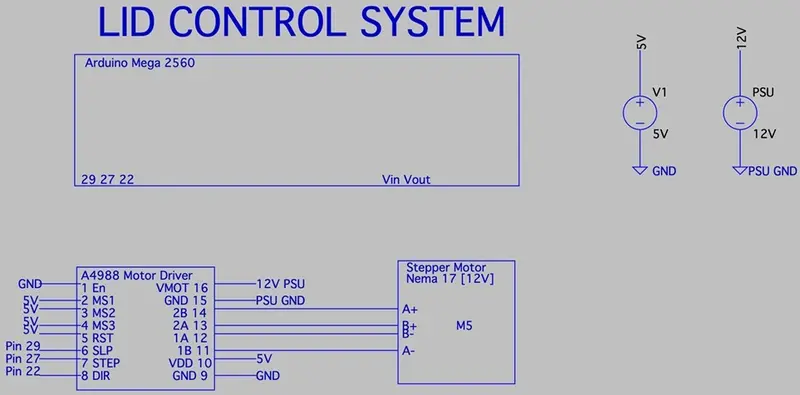 LID CONTROL SYSTEM
Arduino Mega 2560
29 27 22
Vin Vout
5V
V1
5V
GND
12V
PSU
12V
PSU GND
A4988 Motor Driver
GND
1 En
VMOT 16
12V PSU
5V
2 MS1
GND 15
PSU GND
5V
3 MS2
2B 14
5V
4 MS3
2A 13
5V
5 RST
1A 12
Pin 29
6 SLP
1B 11
Pin 27
7 STEP
VDD 10
5V
Pin 22
8 DIR
GND 9
GND
Stepper Motor
Nema 17 [12V]
A+
B+
B-
A-
M5